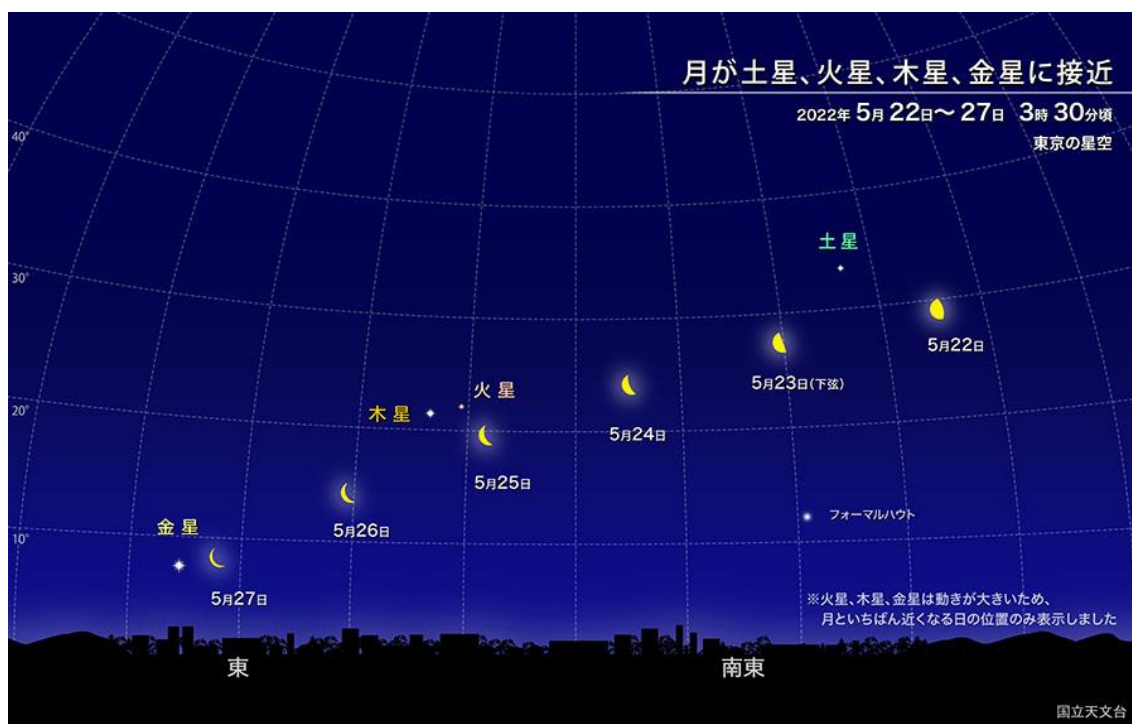 月が土星、火星、木星、金星に接近
2022年 5月 22日～ 27日 3時 30分頃
東京の星空
40°
土星
30°
5月22日
5月23日(下弦)
火星
木星
20°
5月24日
5月25日
フォーマルハウト
金星
5月26日
10°
5月27日
※火星、木星、金星は動きが大きいため、
月といちばん近くなる日の位置のみ表示しました
東
南東
国立天文台